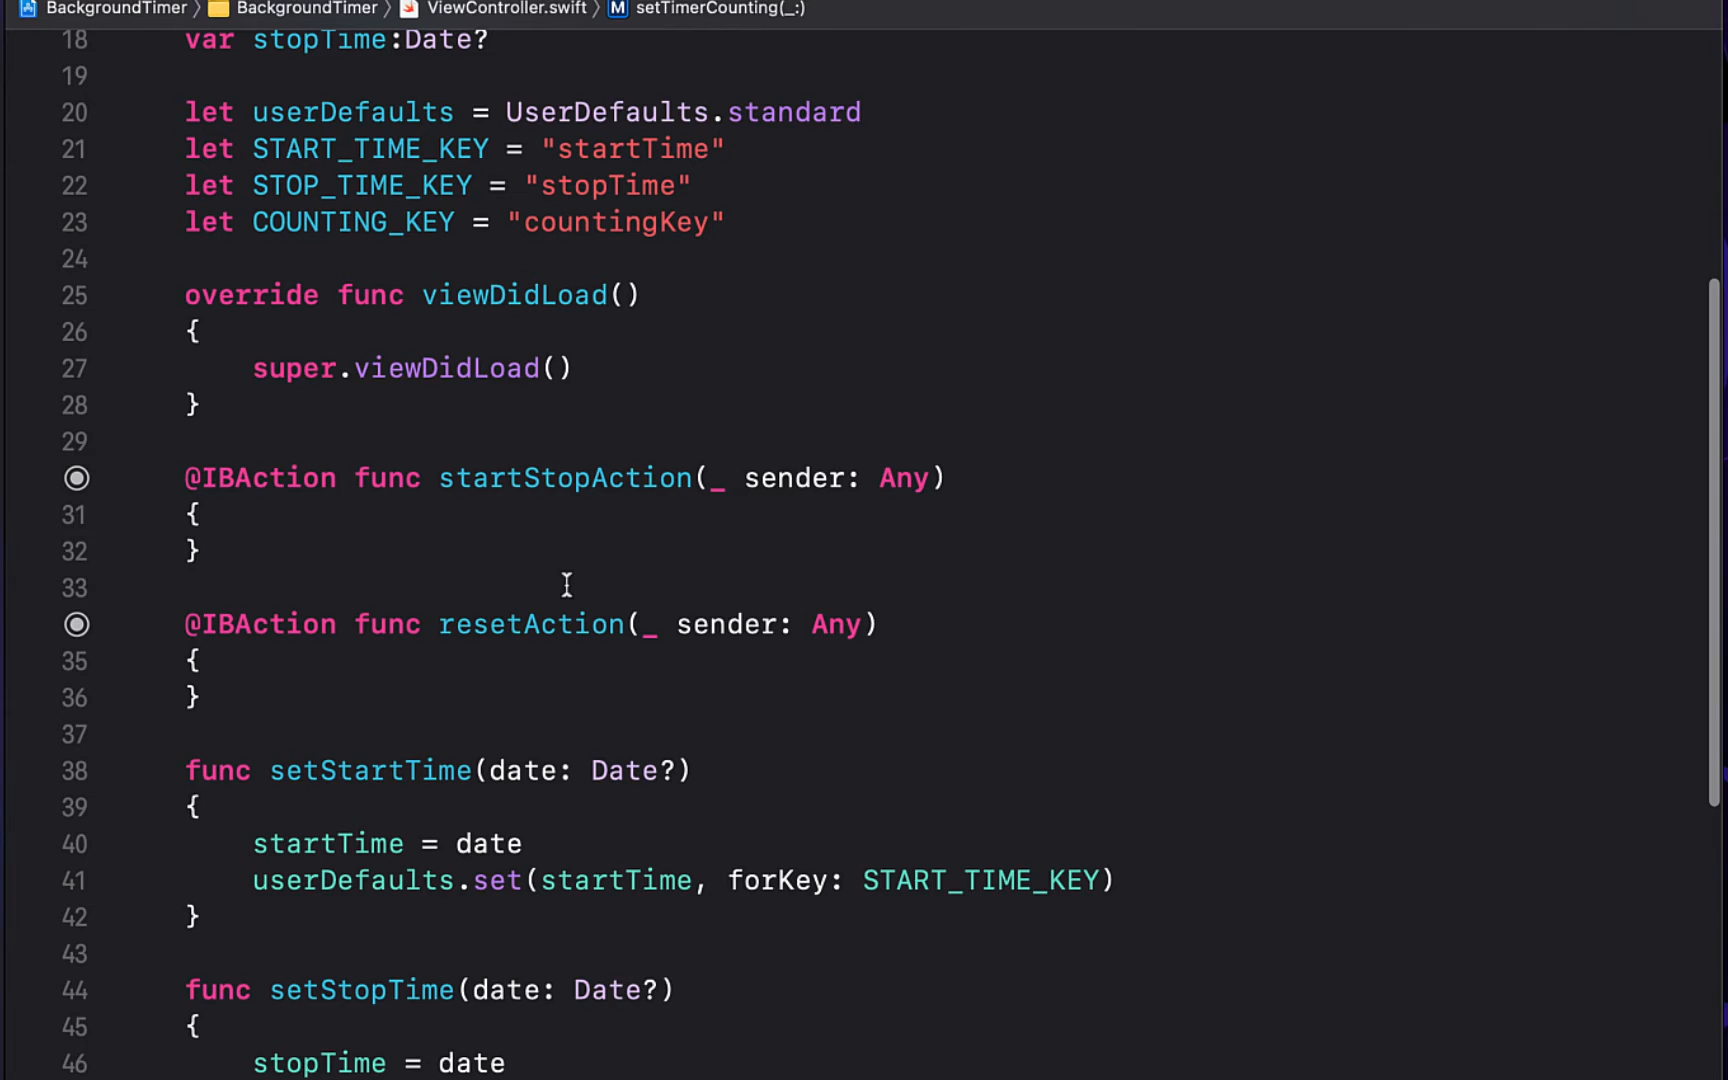 BackgroundTimer 〉 BackgroundTimer 〉 ViewController.swift 〉 M setTimerCounting(_:)
18 var stopTime:Date?
19
20 let userDefaults = UserDefaults.standard
21 let START_TIME_KEY = "startTime"
22 let STOP_TIME_KEY = "stopTime"
23 let COUNTING_KEY = "countingKey"
24
25 override func viewDidLoad()
26 {
27 super.viewDidLoad()
28 }
29
@IBAction func startStopAction(_ sender: Any)
31 {
32 }
33
@IBAction func resetAction(_ sender: Any)
35 {
36 }
37
38 func setStartTime(date: Date?)
39 {
40 startTime = date
41 userDefaults.set(startTime, forKey: START_TIME_KEY)
42 }
43
44 func setStopTime(date: Date?)
45 {
46 stopTime = date